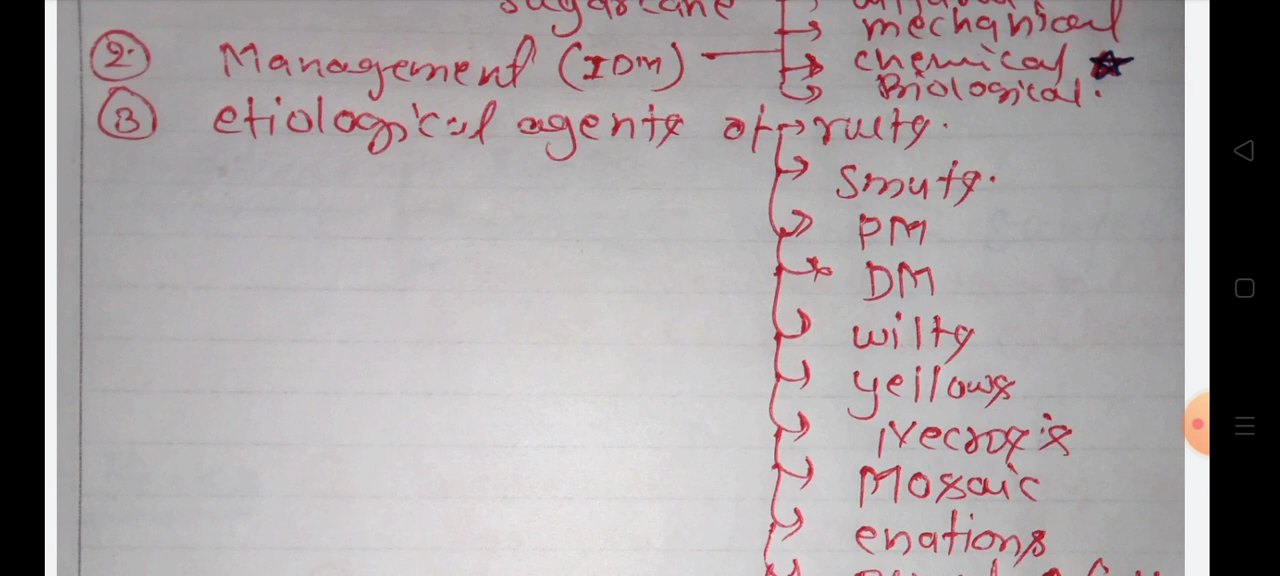 sugarcane
mechanical
② Management (IDM) chemical
Biological.
③ etiological agents of rusts.
smuts.
PM
DM
wilts
yellows
Necrosis
Mosaic
enations